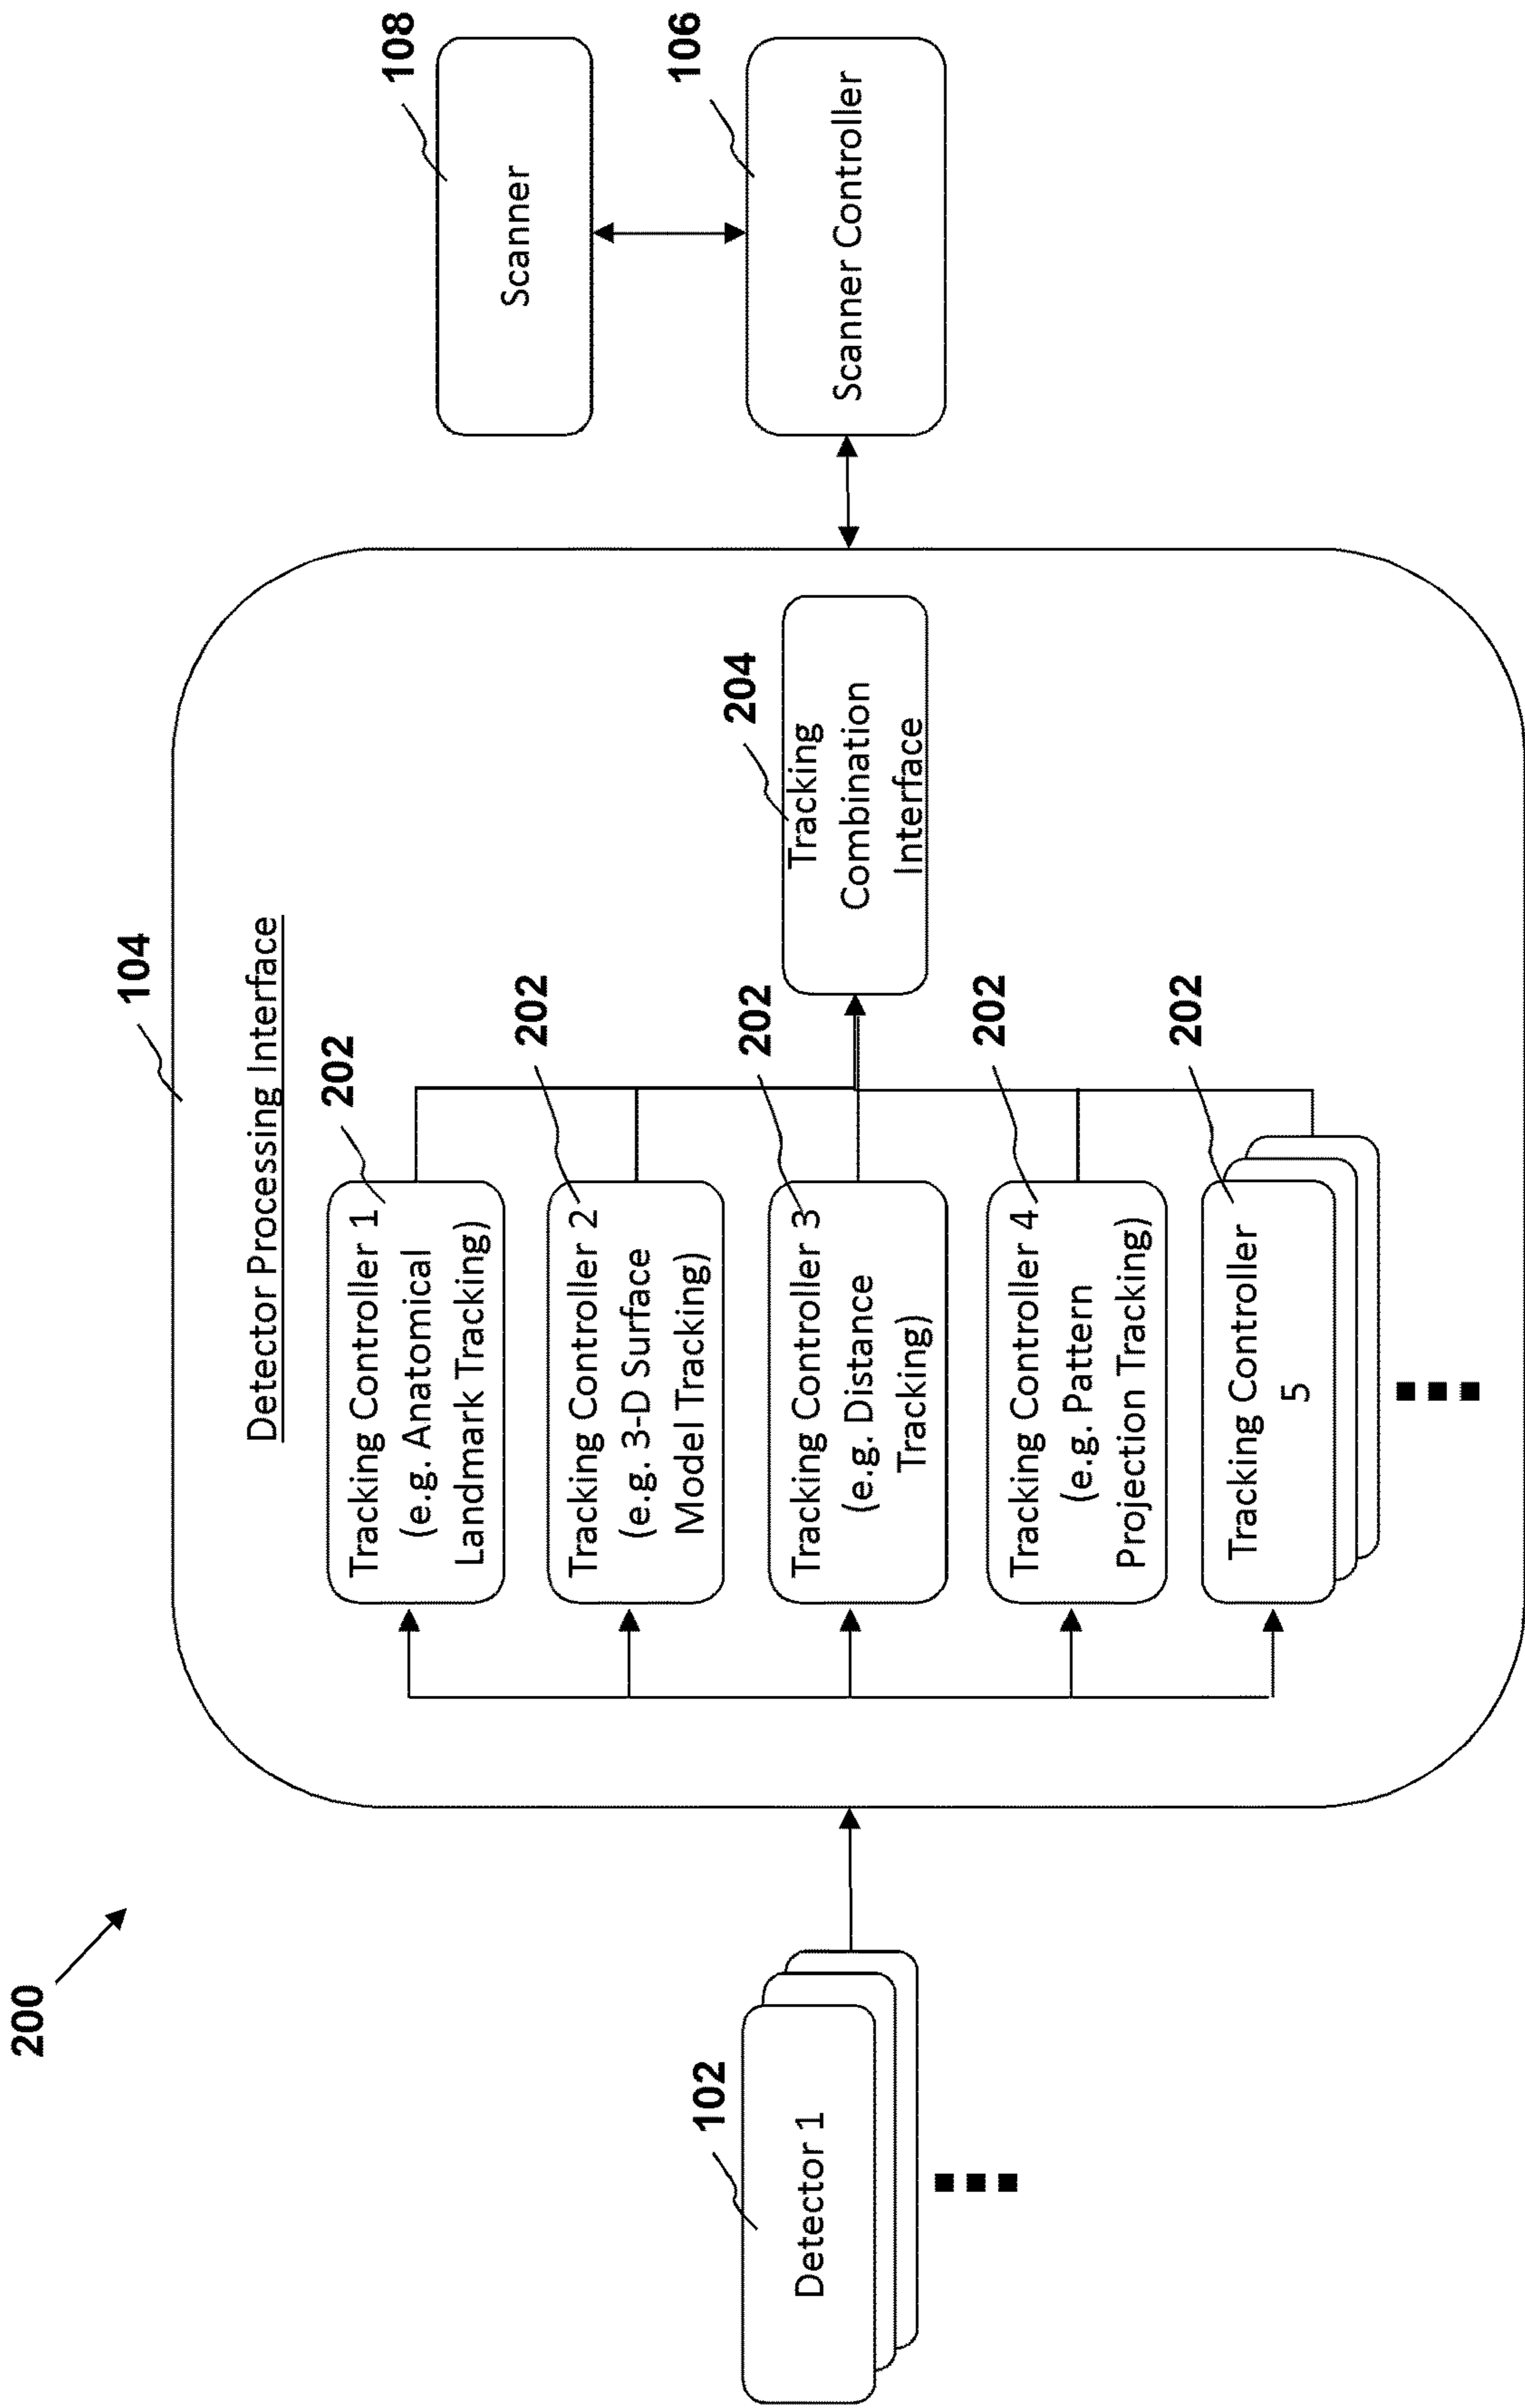 200
104
Detector Processing Interface
102
Detector 1
202
Tracking Controller 1
(e.g. Anatomical
Landmark Tracking)
202
Tracking Controller 2
(e.g. 3-D Surface
Model Tracking)
202
Tracking Controller 3
(e.g. Distance
Tracking)
202
Tracking Controller 4
(e.g. Pattern
Projection Tracking)
202
Tracking Controller
5
204
Tracking
Combination
Interface
108
Scanner
106
Scanner Controller